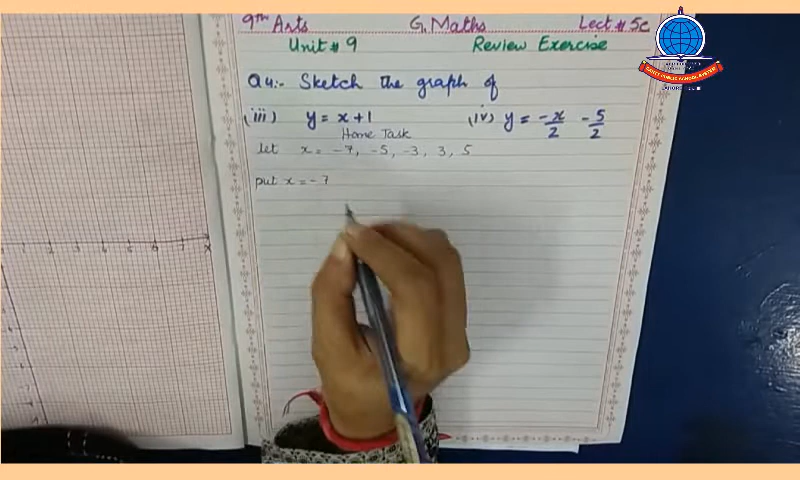 9th Arts G. Maths Lect # 5c
Unit # 9 Review Exercise
Q4:- Sketch the graph of
(iii) y = x + 1 (iv) y = -x/2 - 5/2
Home Task
let x = -7, -5, -3, 3, 5
put x = -7